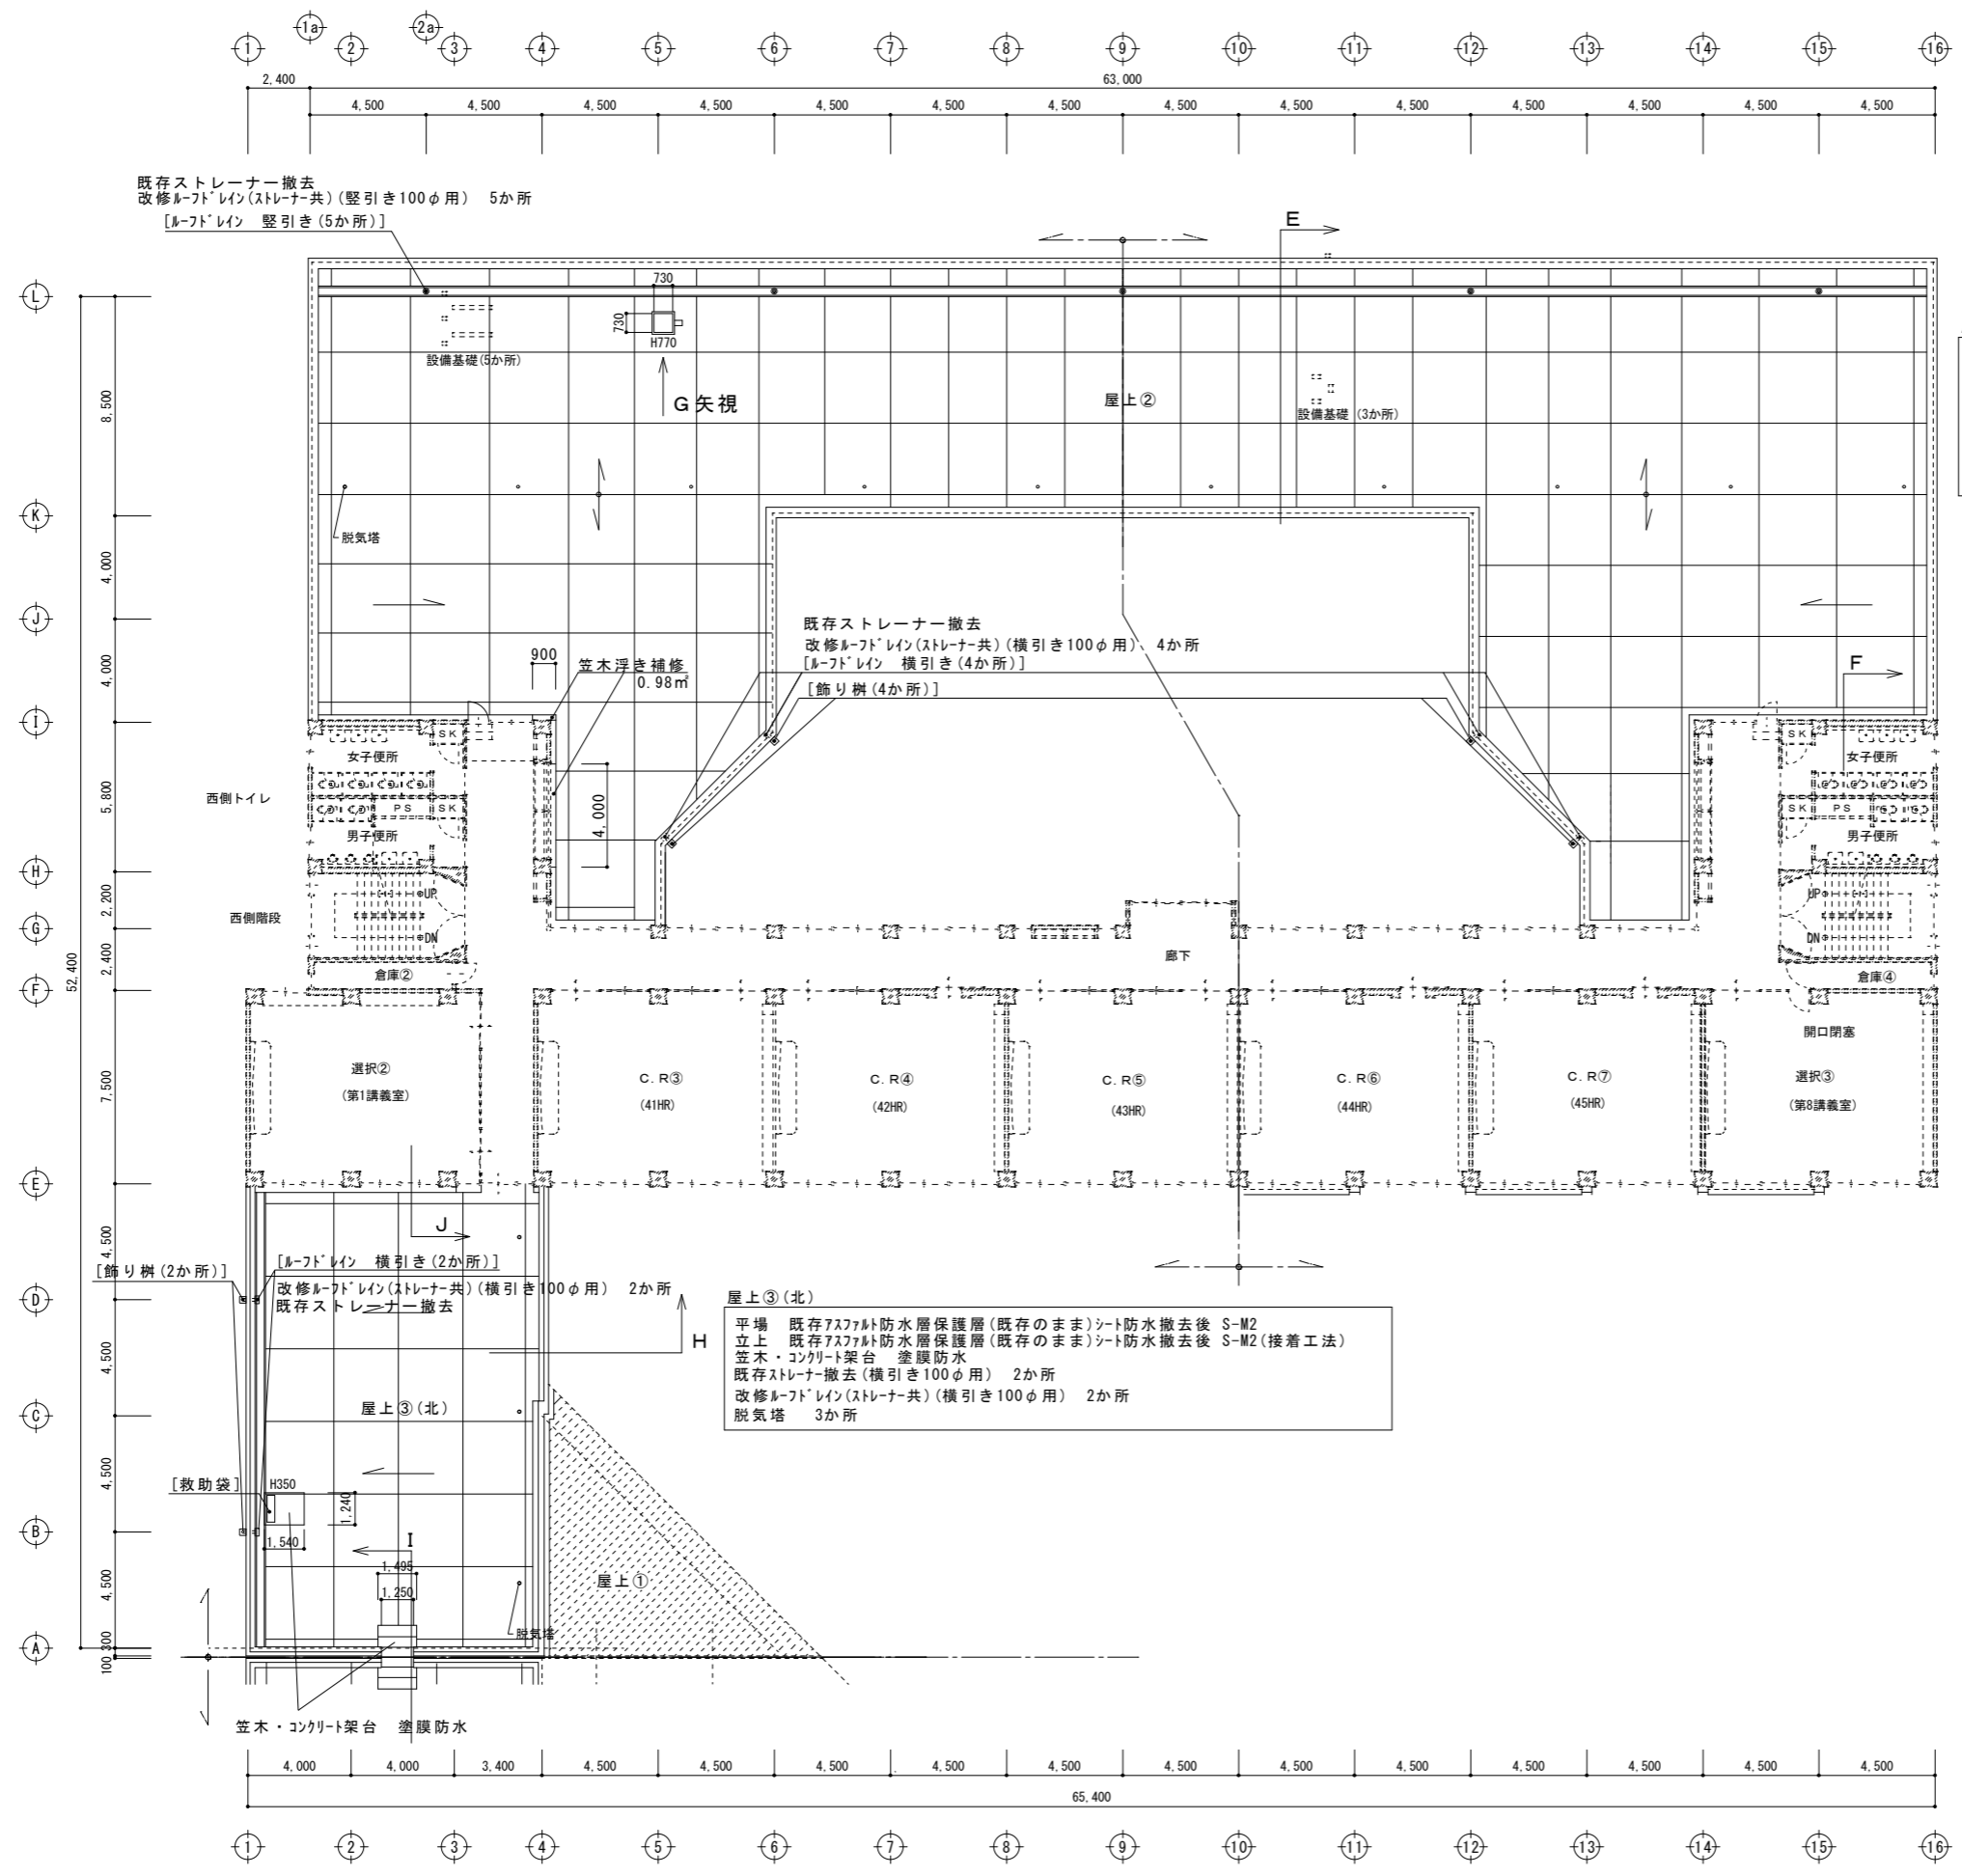 1 1a 2 2a 3 4 5 6 7 8 9 10 11 12 13 14 15 16
2,400 63,000
4,500 4,500 4,500 4,500 4,500 4,500 4,500 4,500 4,500 4,500 4,500 4,500 4,500 4,500
既存ストレーナー撤去
改修ﾙｰﾌﾄﾞﾚｲﾝ(ｽﾄﾚｰﾅｰ共)(竪引き100φ用) 5か所
[ﾙｰﾌﾄﾞﾚｲﾝ 竪引き(5か所)]
E
L
730
730
H770
設備基礎(5か所)
G矢視
屋上②
設備基礎(3か所)
8,500
K
脱気塔
4,000
J
既存ストレーナー撤去
改修ﾙｰﾌﾄﾞﾚｲﾝ(ｽﾄﾚｰﾅｰ共)(横引き100φ用) 4か所
[ﾙｰﾌﾄﾞﾚｲﾝ 横引き(4か所)]
[飾り桝(4か所)]
900
笠木浮き補修
0.98㎡
4,000
F
I
SK
女子便所
西側トイレ
PS
SK
男子便所
4,000
5,800
SK
女子便所
SK
PS
男子便所
H
2,200
UP
西側階段
DN
UP
DN
G
2,400
52,400
倉庫②
廊下
倉庫④
F
開口閉塞
選択②
(第1講義室)
C.R③
(41HR)
C.R④
(42HR)
C.R⑤
(43HR)
C.R⑥
(44HR)
C.R⑦
(45HR)
選択③
(第8講義室)
7,500
E
4,500
J
[飾り桝(2か所)]
[ﾙｰﾌﾄﾞﾚｲﾝ 横引き(2か所)]
改修ﾙｰﾌﾄﾞﾚｲﾝ(ｽﾄﾚｰﾅｰ共)(横引き100φ用) 2か所
既存ストレーナー撤去
D
H
4,500
屋上③(北)
平場 既存ｱｽﾌｧﾙﾄ防水層保護層(既存のまま)ｼｰﾄ防水撤去後 S-M2
立上 既存ｱｽﾌｧﾙﾄ防水層保護層(既存のまま)ｼｰﾄ防水撤去後 S-M2(接着工法)
笠木・ｺﾝｸﾘｰﾄ架台 塗膜防水
既存ｽﾄﾚｰﾅｰ撤去(横引き100φ用) 2か所
改修ﾙｰﾌﾄﾞﾚｲﾝ(ｽﾄﾚｰﾅｰ共)(横引き100φ用) 2か所
脱気塔 3か所
C
屋上③(北)
4,500
[救助袋]
H350
1,240
B
1,540
I
1,495
1,250
4,500
屋上①
脱気塔
300
A
100
笠木・ｺﾝｸﾘｰﾄ架台 塗膜防水
4,000 4,000 3,400 4,500 4,500 4,500 4,500 4,500 4,500 4,500 4,500 4,500 4,500 4,500 4,500
65,400
1 2 3 4 5 6 7 8 9 10 11 12 13 14 15 16